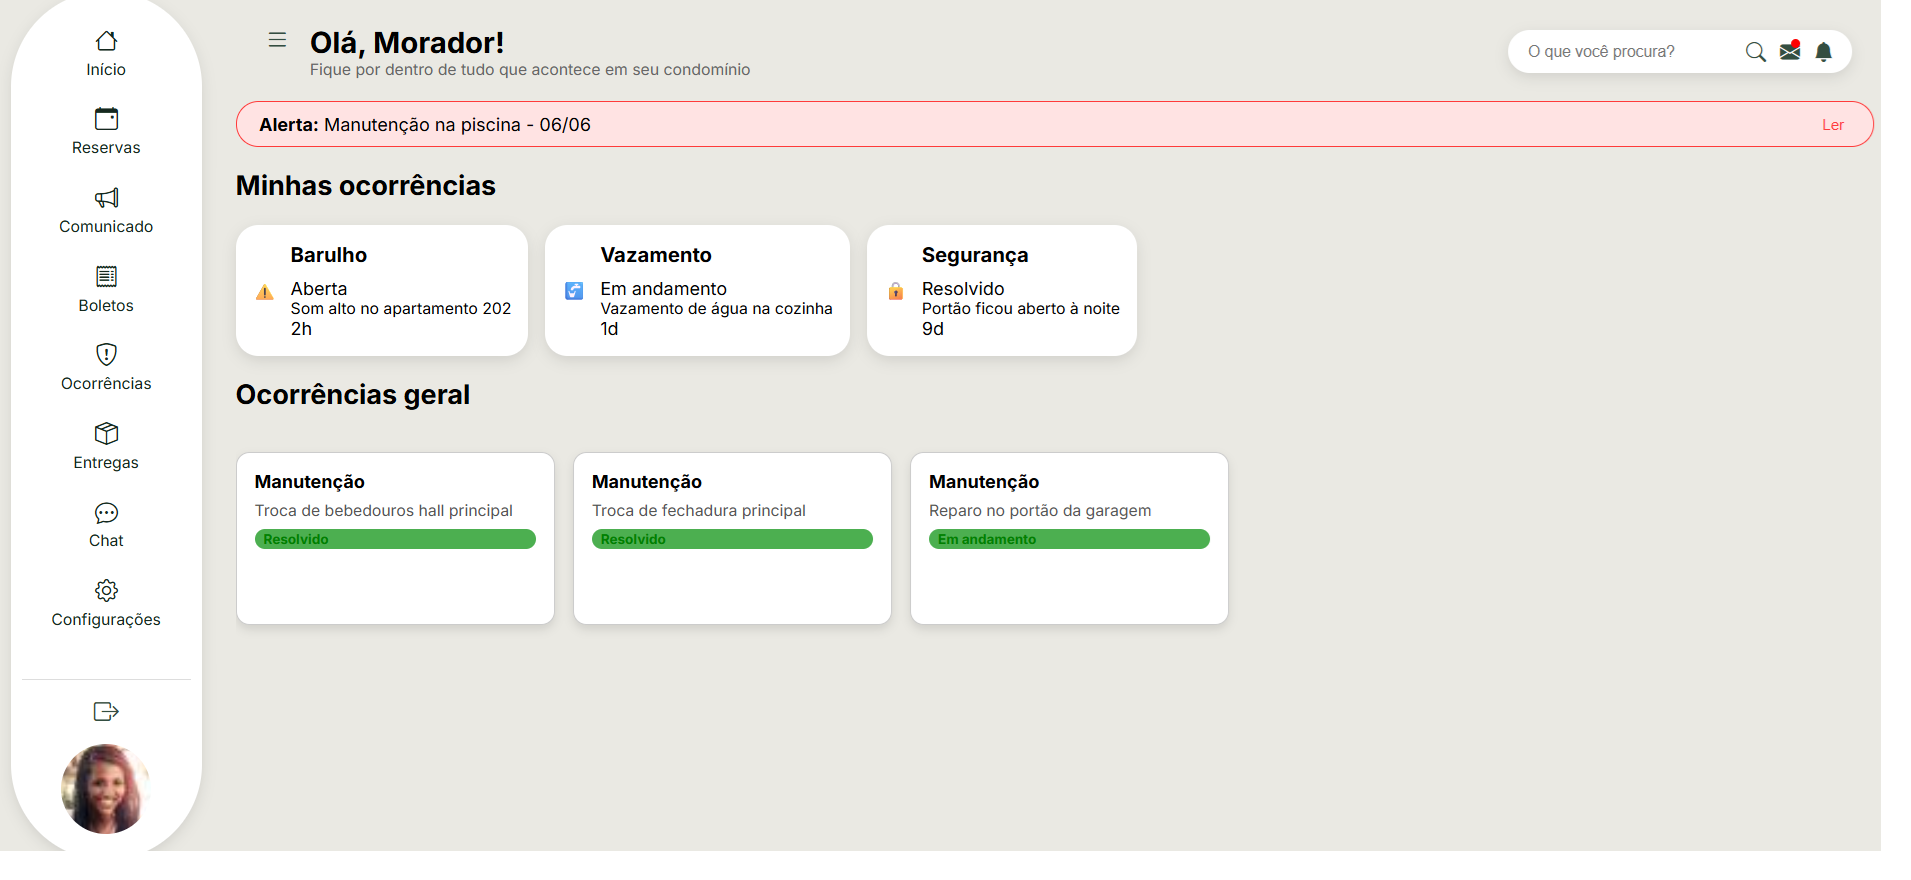 Início
Reservas
Comunicado
Boletos
Ocorrências
Entregas
Chat
Configurações
Olá, Morador!
Fique por dentro de tudo que acontece em seu condomínio
O que você procura?
Alerta: Manutenção na piscina - 06/06
Ler
Minhas ocorrências
Barulho
Aberta
Som alto no apartamento 202
2h
Vazamento
Em andamento
Vazamento de água na cozinha
1d
Segurança
Resolvido
Portão ficou aberto à noite
9d
Ocorrências geral
Manutenção
Troca de bebedouros hall principal
Resolvido
Manutenção
Troca de fechadura principal
Resolvido
Manutenção
Reparo no portão da garagem
Em andamento